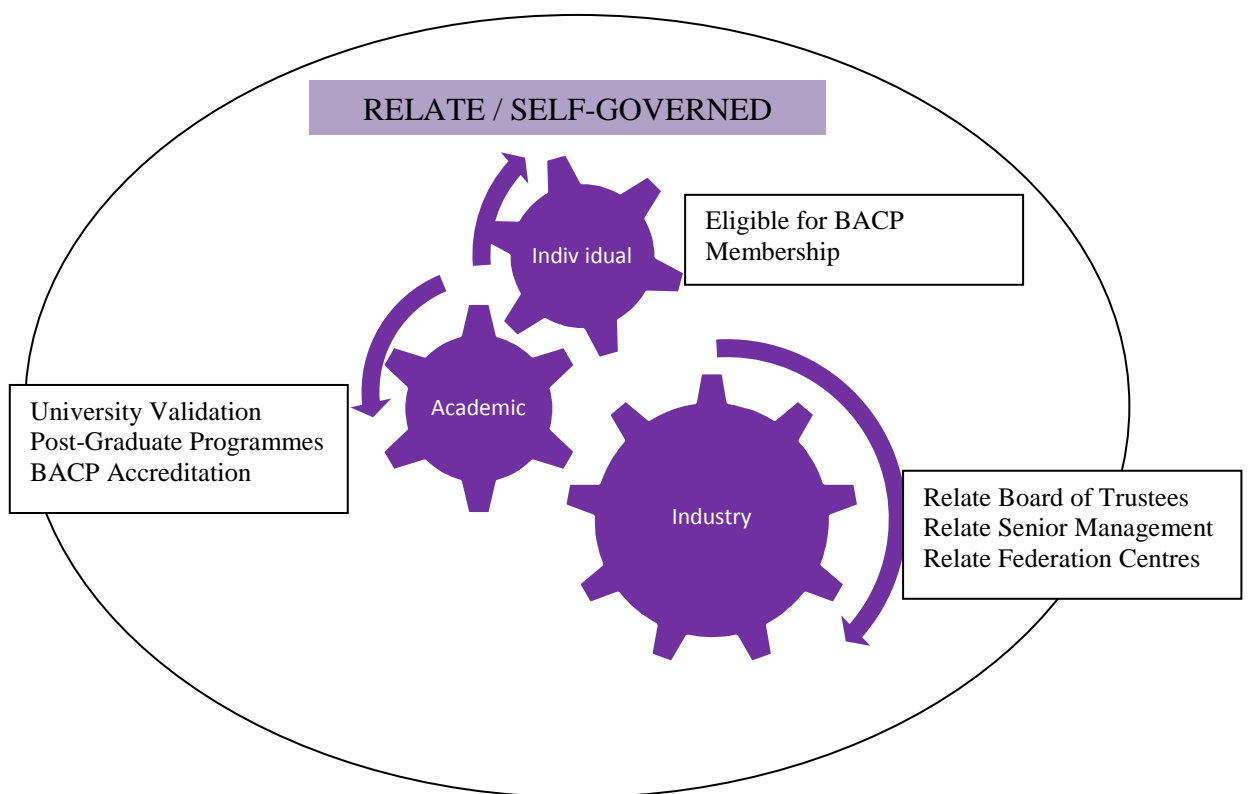 RELATE / SELF-GOVERNED
Indiv idual
Eligible for BACP
Membership
Academic
University Validation
Post-Graduate Programmes
BACP Accreditation
Industry
Relate Board of Trustees
Relate Senior Management
Relate Federation Centres